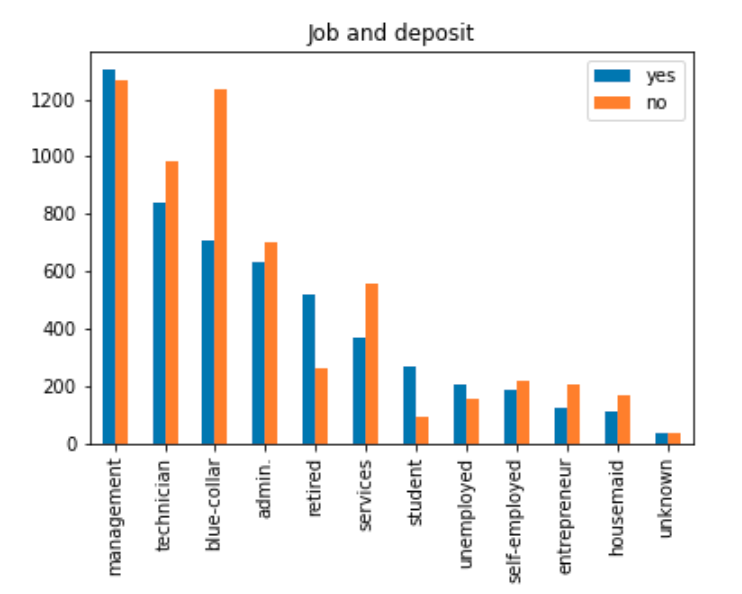 Job and deposit
yes
no
1200
1000
800
600
400
200
0
management
technician
blue-collar
admin.
retired
services
student
unemployed
self-employed
entrepreneur
housemaid
unknown